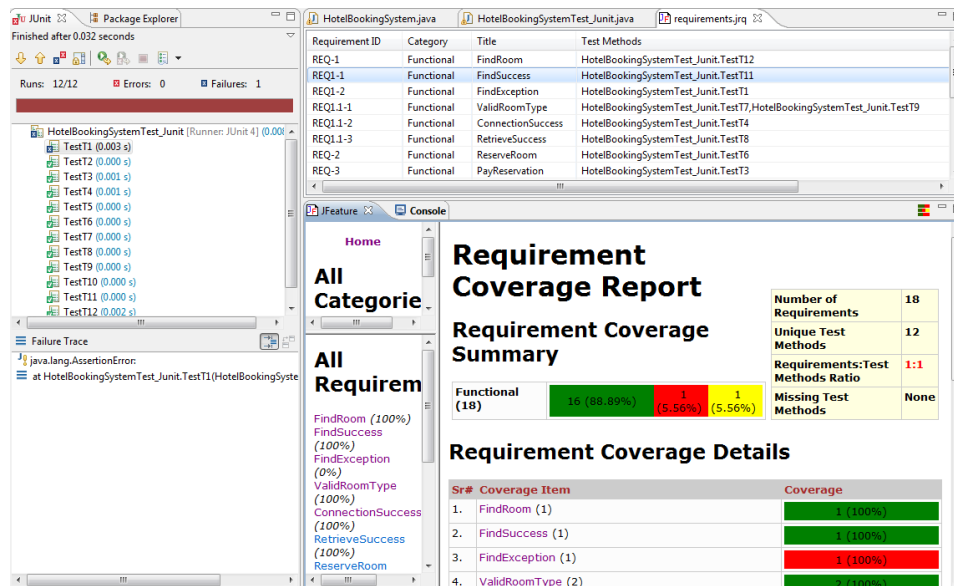 JUnit
Package Explorer
Finished after 0.032 seconds
Runs: 12/12
Errors: 0
Failures: 1
HotelBookingSystemTest_Junit [Runner: JUnit 4] (0.008
TestT1 (0.003 s)
TestT2 (0.000 s)
TestT3 (0.001 s)
TestT4 (0.001 s)
TestT5 (0.000 s)
TestT6 (0.000 s)
TestT7 (0.000 s)
TestT8 (0.000 s)
TestT9 (0.000 s)
TestT10 (0.000 s)
TestT11 (0.000 s)
TestT12 (0.002 s)
Failure Trace
java.lang.AssertionError:
at HotelBookingSystemTest_Junit.TestT1(HotelBookingSyste
HotelBookingSystem.java
HotelBookingSystemTest_Junit.java
requirements.jrq
Requirement ID Category Title Test Methods
REQ-1 Functional FindRoom HotelBookingSystemTest_Junit.TestT12
REQ1-1 Functional FindSuccess HotelBookingSystemTest_Junit.TestT11
REQ1-2 Functional FindException HotelBookingSystemTest_Junit.TestT1
REQ1.1-1 Functional ValidRoomType HotelBookingSystemTest_Junit.TestT7,HotelBookingSystemTest_Junit.TestT9
REQ1.1-2 Functional ConnectionSuccess HotelBookingSystemTest_Junit.TestT4
REQ1.1-3 Functional RetrieveSuccess HotelBookingSystemTest_Junit.TestT8
REQ-2 Functional ReserveRoom HotelBookingSystemTest_Junit.TestT6
REQ-3 Functional PayReservation HotelBookingSystemTest_Junit.TestT3
JFeature
Console
Home
All
Categorie
All
Requirem
FindRoom (100%)
FindSuccess
(100%)
FindException
(0%)
ValidRoomType
(100%)
ConnectionSuccess
(100%)
RetrieveSuccess
(100%)
ReserveRoom
Requirement
Coverage Report
Number of
Requirements 18
Unique Test
Methods 12
Requirements:Test
Methods Ratio 1:1
Missing Test
Methods None
Requirement Coverage
Summary
Functional
(18)
16 (88.89%)
1
(5.56%)
1
(5.56%)
Requirement Coverage Details
Sr# Coverage Item Coverage
1. FindRoom (1) 1 (100%)
2. FindSuccess (1) 1 (100%)
3. FindException (1) 1 (100%)
4. ValidRoomType (2) 2 (100%)